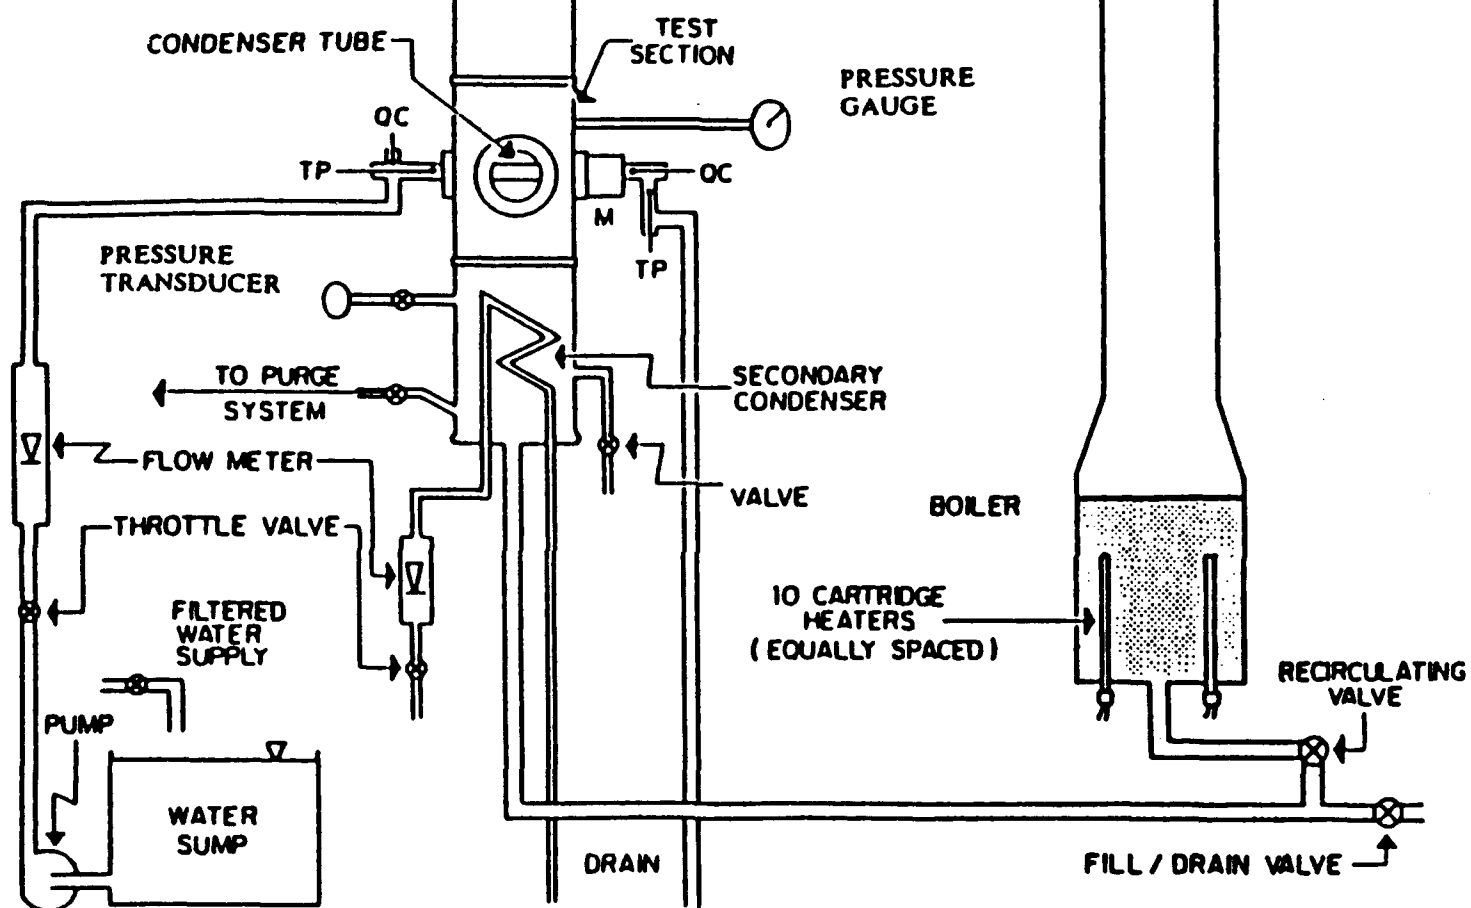 CONDENSER TUBE
TEST
SECTION
PRESSURE
GAUGE
QC
TP
QC
M
TP
PRESSURE
TRANSDUCER
TO PURGE
SYSTEM
SECONDARY
CONDENSER
FLOW METER
VALVE
BOILER
THROTTLE VALVE
FILTERED
WATER
SUPPLY
10 CARTRIDGE
HEATERS
(EQUALLY SPACED)
RECIRCULATING
VALVE
PUMP
WATER
SUMP
DRAIN
FILL / DRAIN VALVE